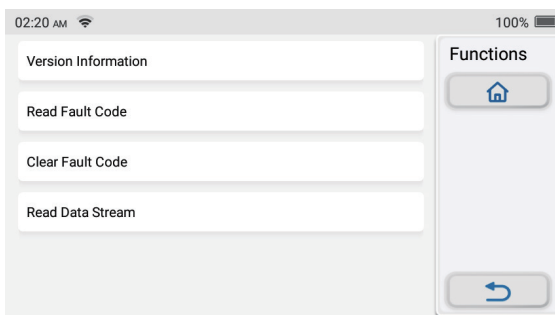 02:20 AM
100%
Version Information
Read Fault Code
Clear Fault Code
Read Data Stream
Functions